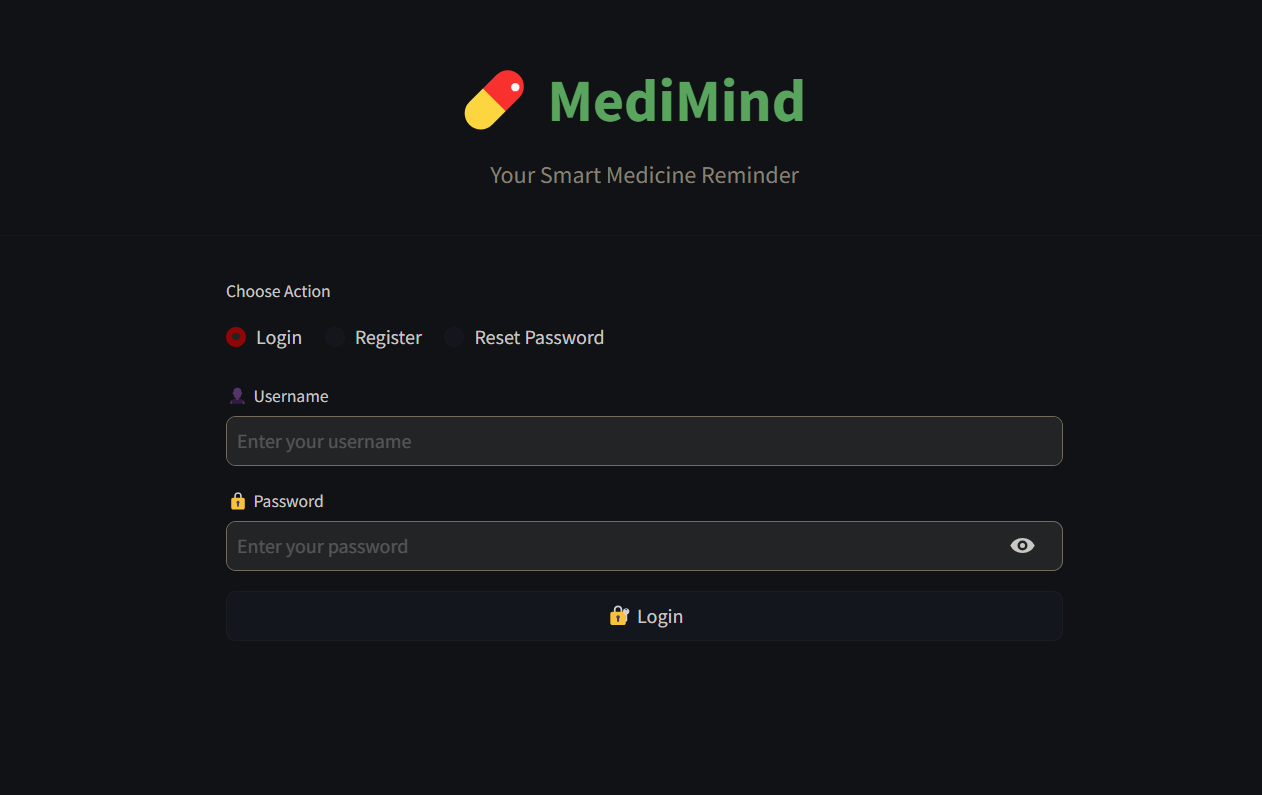 MediMind
Your Smart Medicine Reminder
Choose Action
Login Register Reset Password
Username
Enter your username
Password
Enter your password
Login